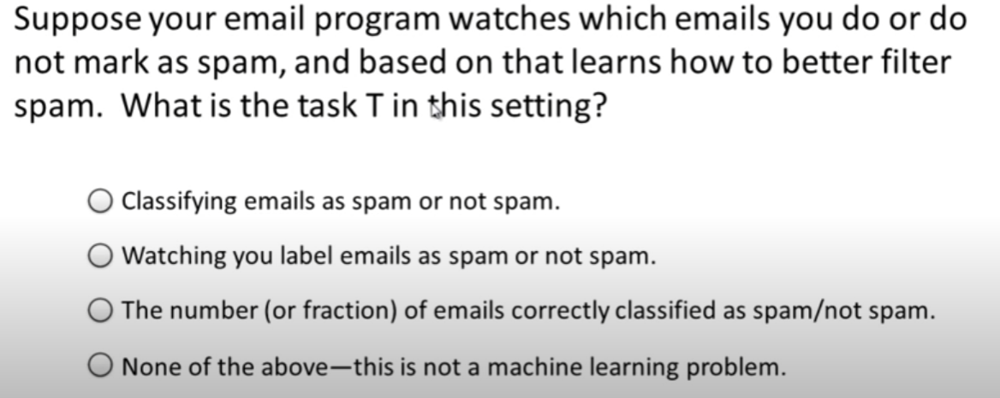 Suppose your email program watches which emails you do or do
not mark as spam, and based on that learns how to better filter
spam.  What is the task T in this setting?
Classifying emails as spam or not spam.
Watching you label emails as spam or not spam.
The number (or fraction) of emails correctly classified as spam/not spam.
None of the above—this is not a machine learning problem.